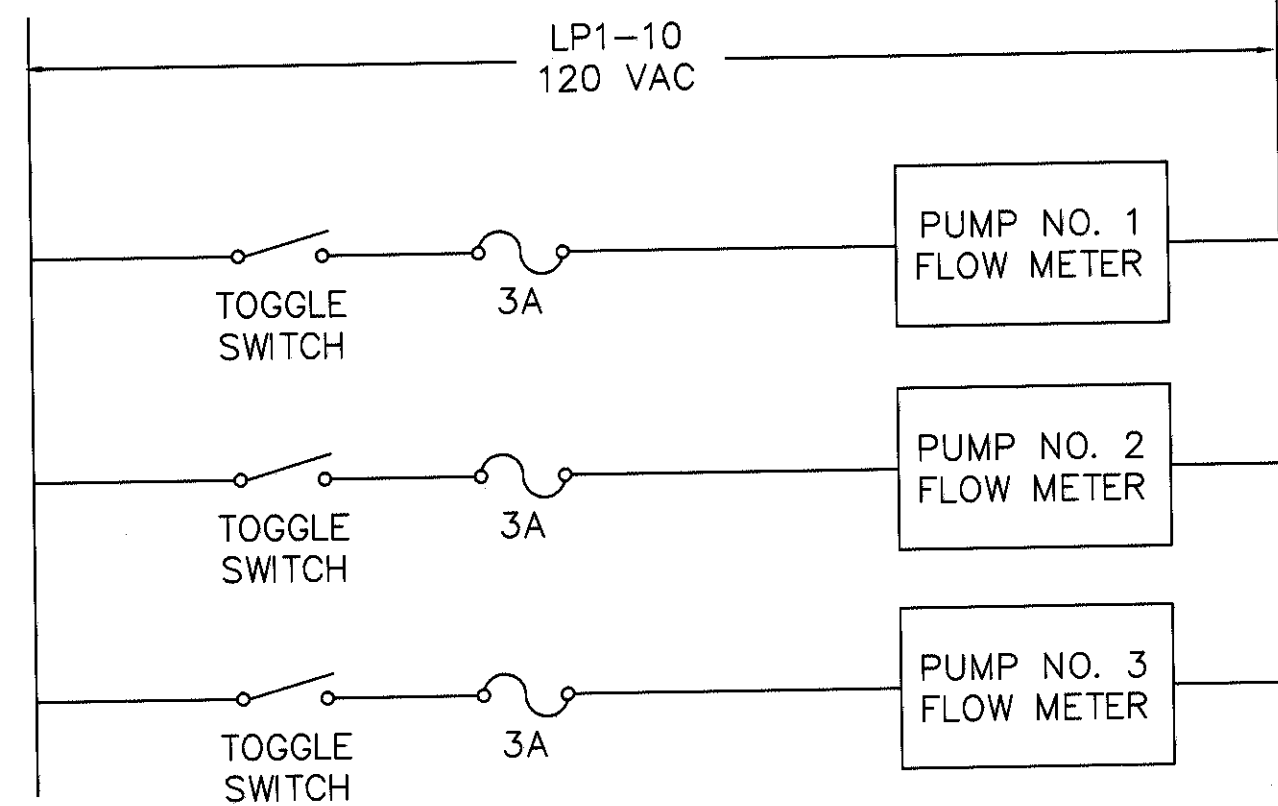 LP1-10
120 VAC
PUMP NO. 1
FLOW METER
TOGGLE
SWITCH
3A
PUMP NO. 2
FLOW METER
TOGGLE
SWITCH
3A
PUMP NO. 3
FLOW METER
TOGGLE
SWITCH
3A